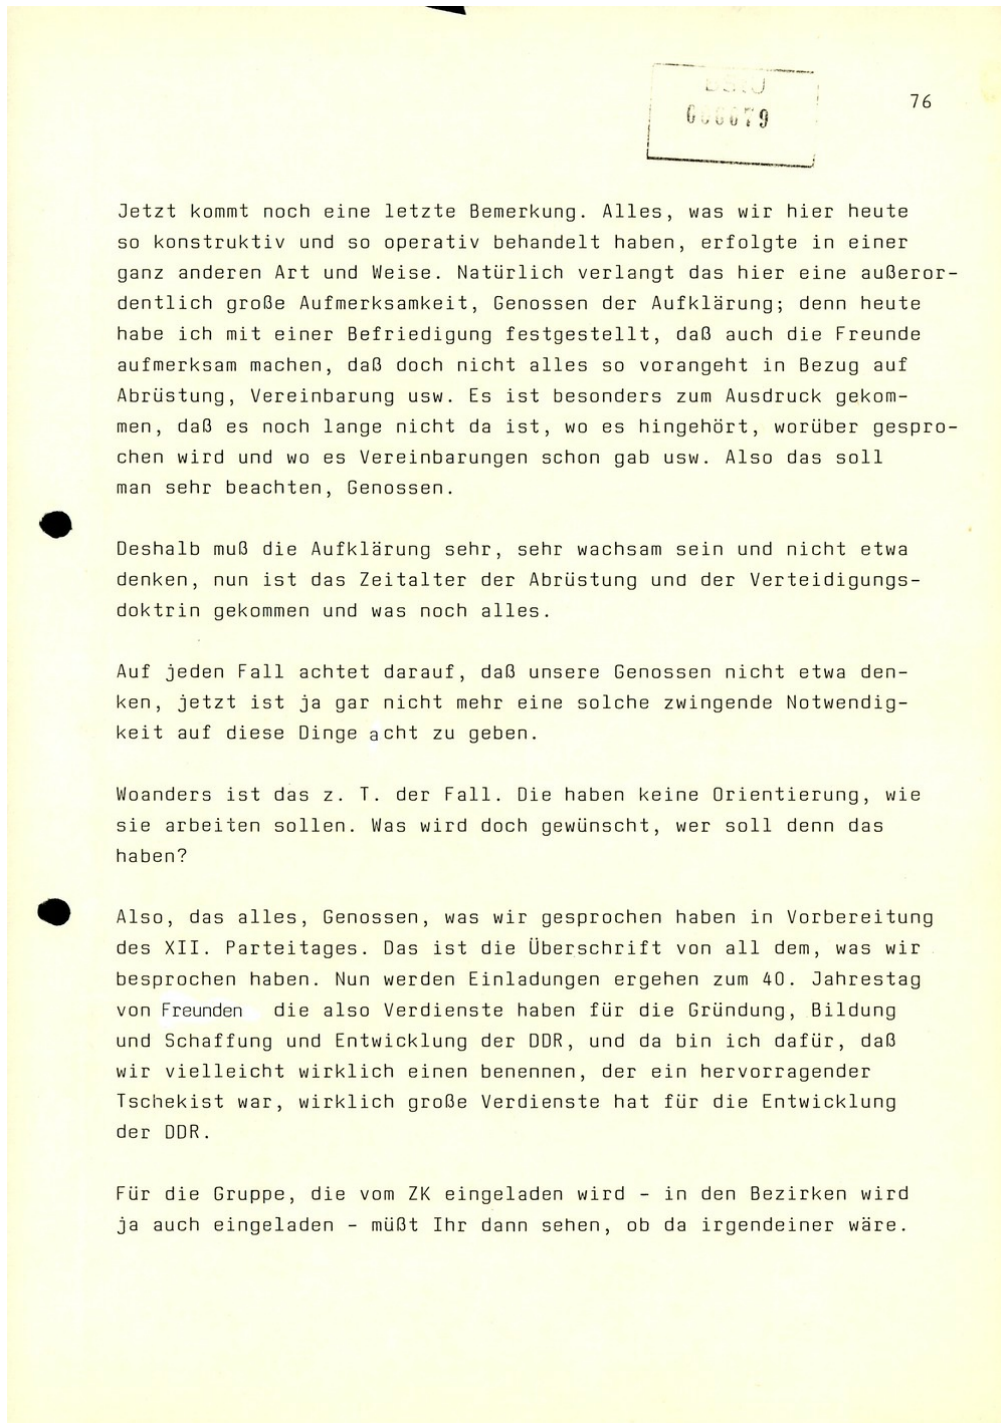 BStU
000079
76
Jetzt kommt noch eine letzte Bemerkung. Alles, was wir hier heute
so konstruktiv und so operativ behandelt haben, erfolgte in einer
ganz anderen Art und Weise. Natürlich verlangt das hier eine außeror-
dentlich große Aufmerksamkeit, Genossen der Aufklärung; denn heute
habe ich mit einer Befriedigung festgestellt, daß auch die Freunde
aufmerksam machen, daß doch nicht alles so vorangeht in Bezug auf
Abrüstung, Vereinbarung usw. Es ist besonders zum Ausdruck gekom-
men, daß es noch lange nicht da ist, wo es hingehört, worüber gespro-
chen wird und wo es Vereinbarungen schon gab usw. Also das soll
man sehr beachten, Genossen.
Deshalb muß die Aufklärung sehr, sehr wachsam sein und nicht etwa
denken, nun ist das Zeitalter der Abrüstung und der Verteidigungs-
doktrin gekommen und was noch alles.
Auf jeden Fall achtet darauf, daß unsere Genossen nicht etwa den-
ken, jetzt ist ja gar nicht mehr eine solche zwingende Notwendig-
keit auf diese Dinge acht zu geben.
Woanders ist das z. T. der Fall. Die haben keine Orientierung, wie
sie arbeiten sollen. Was wird doch gewünscht, wer soll denn das
haben?
Also, das alles, Genossen, was wir gesprochen haben in Vorbereitung
des XII. Parteitages. Das ist die Überschrift von all dem, was wir
besprochen haben. Nun werden Einladungen ergehen zum 40. Jahrestag
von Freunden die also Verdienste haben für die Gründung, Bildung
und Schaffung und Entwicklung der DDR, und da bin ich dafür, daß
wir vielleicht wirklich einen benennen, der ein hervorragender
Tschekist war, wirklich große Verdienste hat für die Entwicklung
der DDR.
Für die Gruppe, die vom ZK eingeladen wird - in den Bezirken wird
ja auch eingeladen - müßt Ihr dann sehen, ob da irgendeiner wäre.